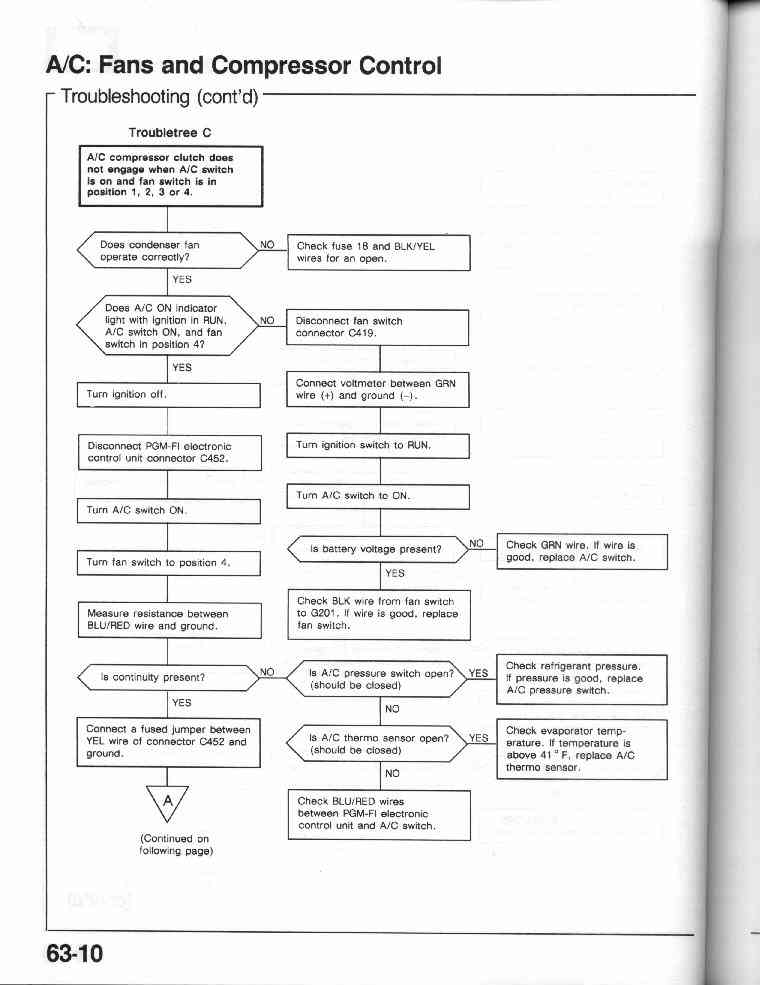 A/C: Fans and Compressor Control
Troubleshooting (cont'd)
Troubletree C
A/C compressor clutch does
not engage when A/C switch
is on and fan switch is in
position 1, 2, 3 or 4.
Does condenser fan
operate correctly?
NO
Check fuse 18 and BLK/YEL
wires for an open.
YES
Does A/C ON indicator
light with ignition in RUN,
A/C switch ON, and fan
switch in position 4?
NO
Disconnect fan switch
connector C419.
YES
Connect voltmeter between GRN
wire (+) and ground (–).
Turn ignition off.
Disconnect PGM-FI electronic
control unit connector C452.
Turn ignition switch to RUN.
Turn A/C switch to ON.
Turn A/C switch ON.
Is battery voltage present?
NO
Check GRN wire. If wire is
good, replace A/C switch.
Turn fan switch to position 4.
YES
Check BLK wire from fan switch
to G201. If wire is good, replace
fan switch.
Measure resistance between
BLU/RED wire and ground.
Is continuity present?
NO
Is A/C pressure switch open?
(should be closed)
YES
Check refrigerant pressure.
If pressure is good, replace
A/C pressure switch.
YES
NO
Connect a fused jumper between
YEL wire of connector C452 and
ground.
Is A/C thermo sensor open?
(should be closed)
YES
Check evaporator temp-
erature. If temperature is
above 41° F, replace A/C
thermo sensor.
NO
A
Check BLU/RED wires
between PGM-FI electronic
control unit and A/C switch.
(Continued on
following page)
63-10